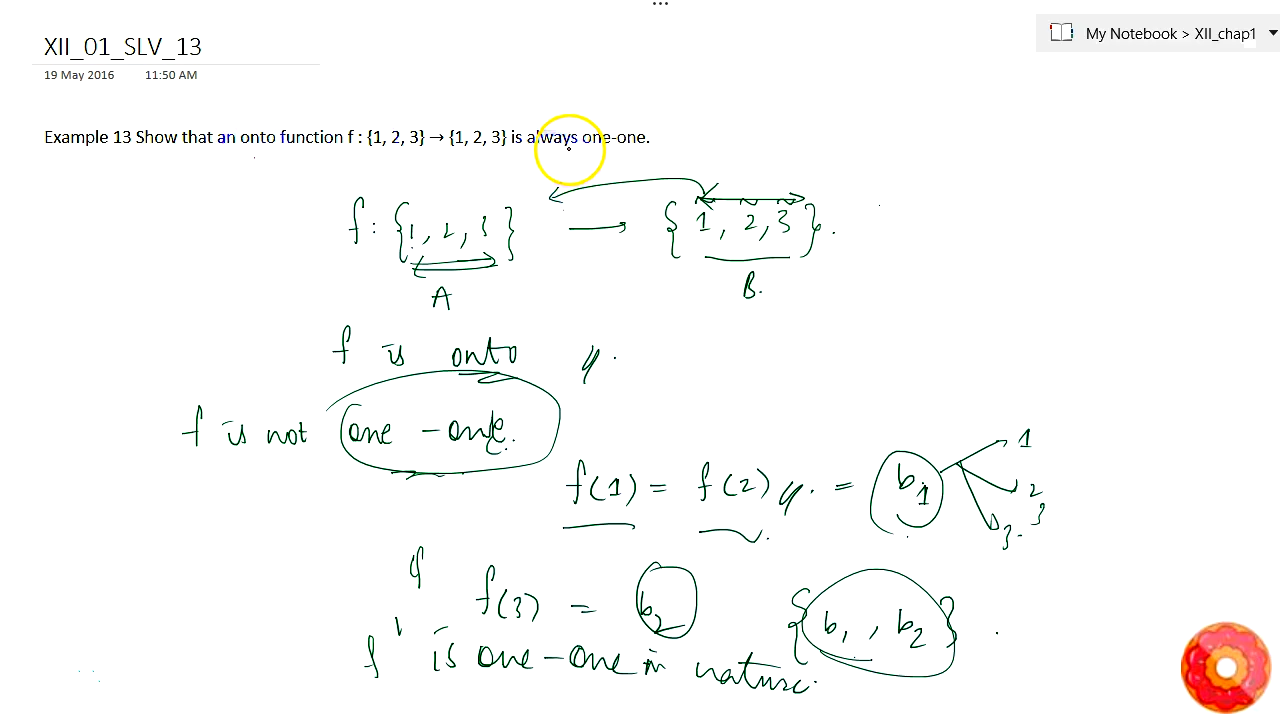 ...
My Notebook > XII_chap1
XII_01_SLV_13
19 May 2016 11:50 AM
Example 13 Show that an onto function f : {1, 2, 3} → {1, 2, 3} is always one-one.
f : {1, 2, 3} → {1, 2, 3}.
A B.
f is onto
f is not one-one.
f(1) = f(2) = b1
1
2
3
3.
f(3) = b2 {b1, b2}
f is one-one in nature.